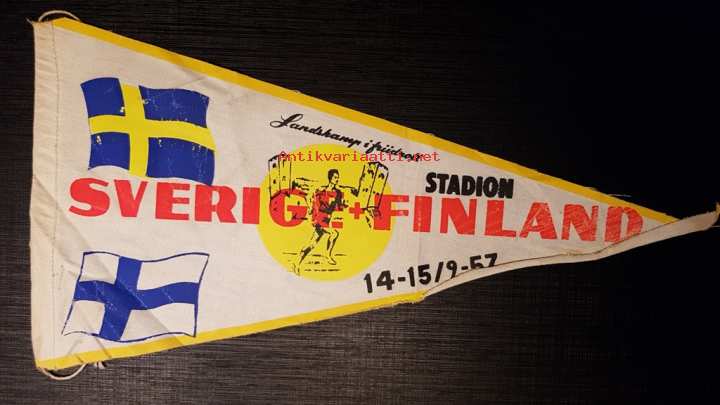 Landskamp i friidrott
Antikvariaatti.net
STADION
SVERIGE + FINLAND
14-15/9-57